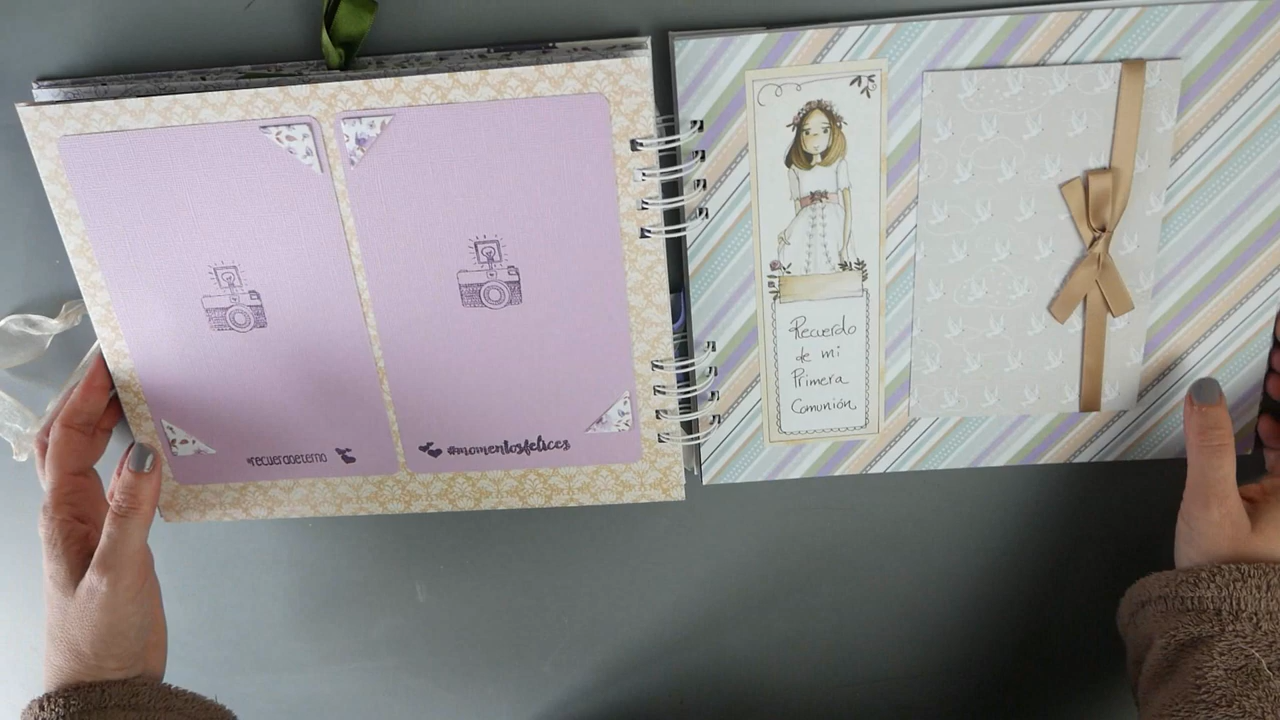 #recuerdoeterno
#momentosfelices
Recuerdo
de mi
Primera
Comunión